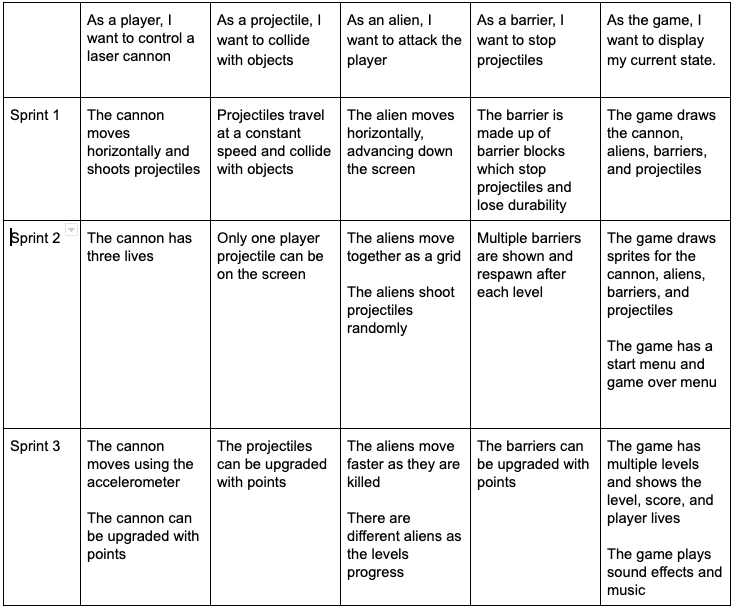 As a player, I
want to control a
laser cannon
As a projectile, I
want to collide
with objects
As an alien, I
want to attack the
player
As a barrier, I
want to stop
projectiles
As the game, I
want to display
my current state.
Sprint 1
The cannon
moves
horizontally and
shoots projectiles
Projectiles travel
at a constant
speed and collide
with objects
The alien moves
horizontally,
advancing down
the screen
The barrier is
made up of
barrier blocks
which stop
projectiles and
lose durability
The game draws
the cannon,
aliens, barriers,
and projectiles
Sprint 2
The cannon has
three lives
Only one player
projectile can be
on the screen
The aliens move
together as a grid
The aliens shoot
projectiles
randomly
Multiple barriers
are shown and
respawn after
each level
The game draws
sprites for the
cannon, aliens,
barriers, and
projectiles
The game has a
start menu and
game over menu
Sprint 3
The cannon
moves using the
accelerometer
The cannon can
be upgraded with
points
The projectiles
can be upgraded
with points
The aliens move
faster as they are
killed
There are
different aliens as
the levels
progress
The barriers can
be upgraded with
points
The game has
multiple levels
and shows the
level, score, and
player lives
The game plays
sound effects and
music